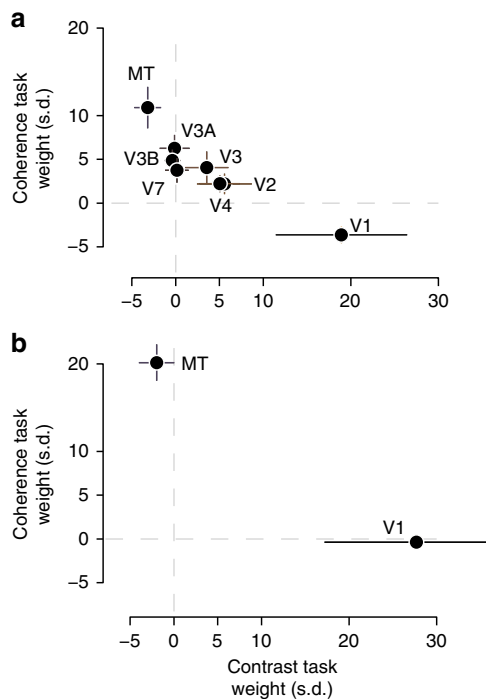 a
20
10
5
0
−5
Coherence task
weight (s.d.)
MT
V3A
V3B
V3
V7
V4
V2
V1
−5 0 5 10 20 30
b
20
10
5
0
−5
Coherence task
weight (s.d.)
MT
V1
−5 0 5 10 20 30
Contrast task
weight (s.d.)